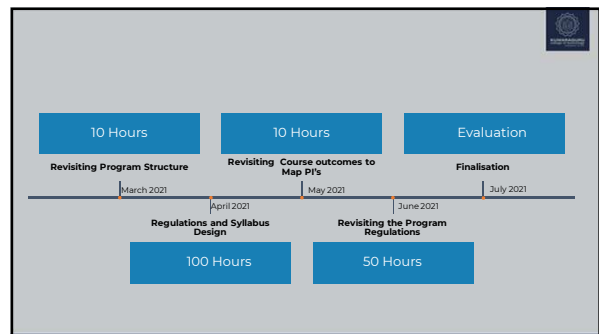 KUMARAGURU
10 Hours
10 Hours
Evaluation
Revisiting Program Structure
Revisiting Course outcomes to
Map PI's
Finalisation
March 2021
May 2021
July 2021
April 2021
June 2021
Regulations and Syllabus
Design
Revisiting the Program
Regulations
100 Hours
50 Hours